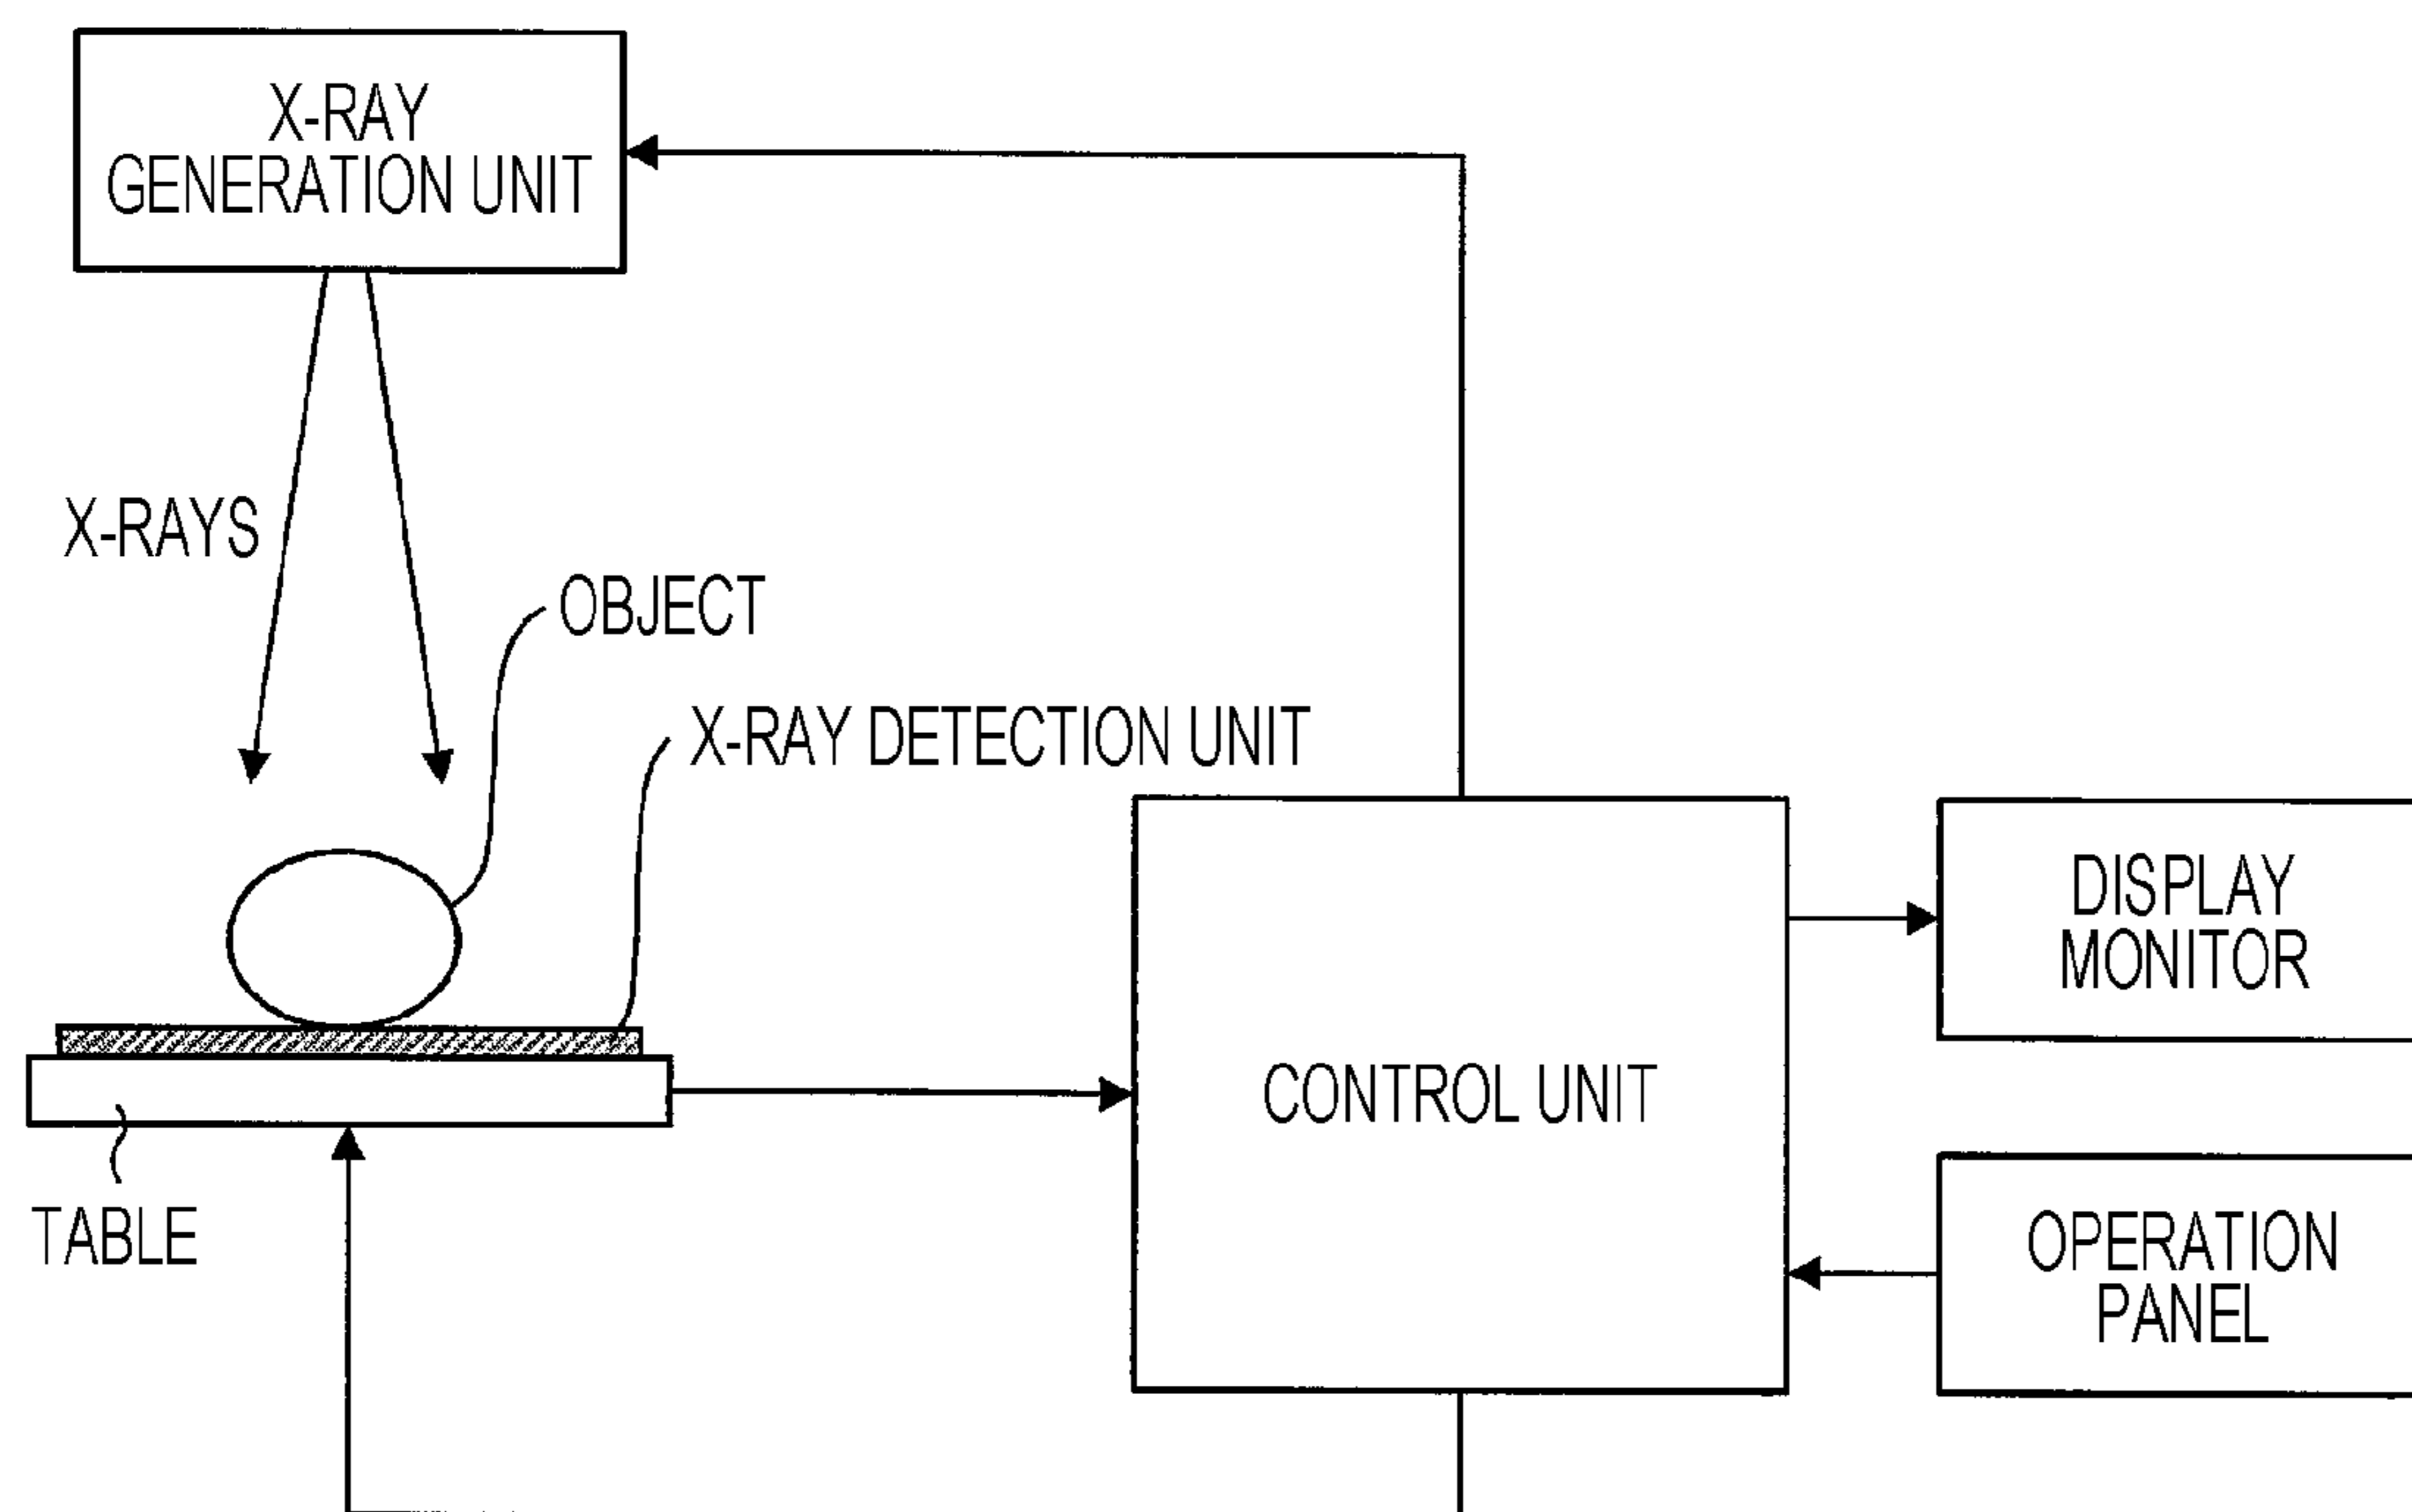 X-RAY
GENERATION UNIT
X-RAYS
OBJECT
X-RAY DETECTION UNIT
DISPLAY
MONITOR
CONTROL UNIT
TABLE
OPERATION
PANEL